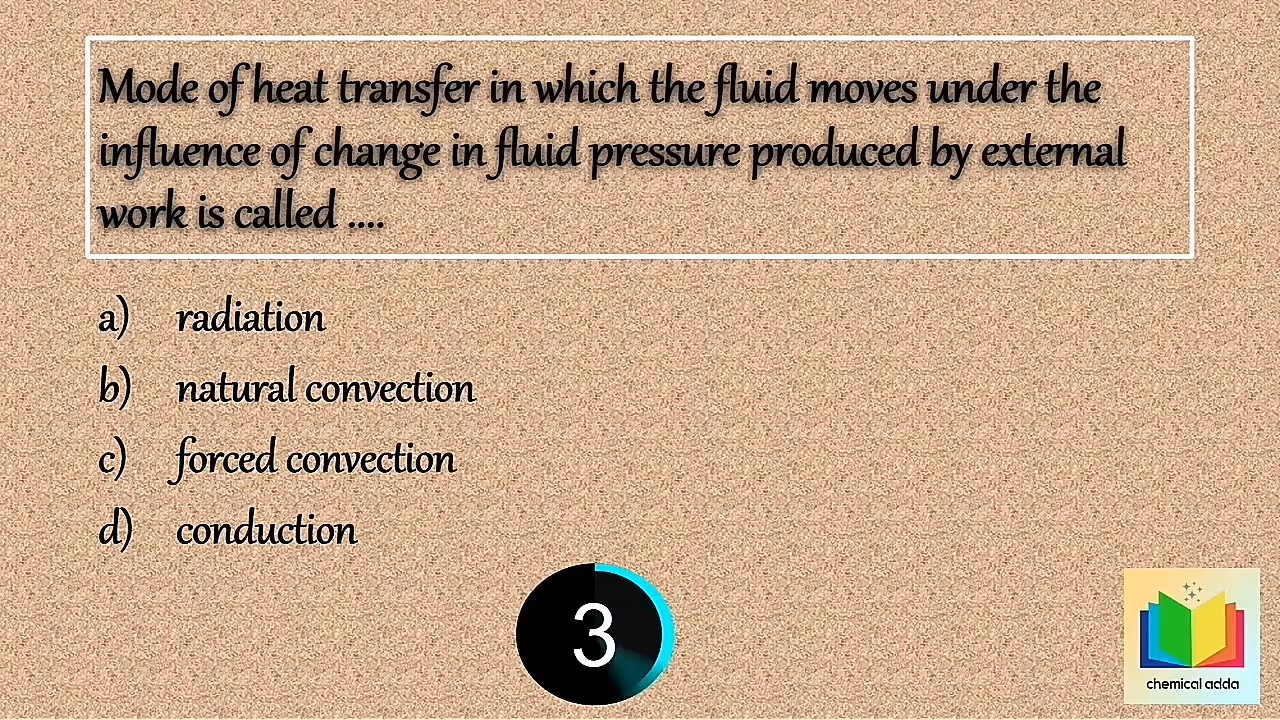 Mode of heat transfer in which the fluid moves under the
influence of change in fluid pressure produced by external
work is called ....
a) radiation
b) natural convection
c) forced convection
d) conduction
3
chemical adda